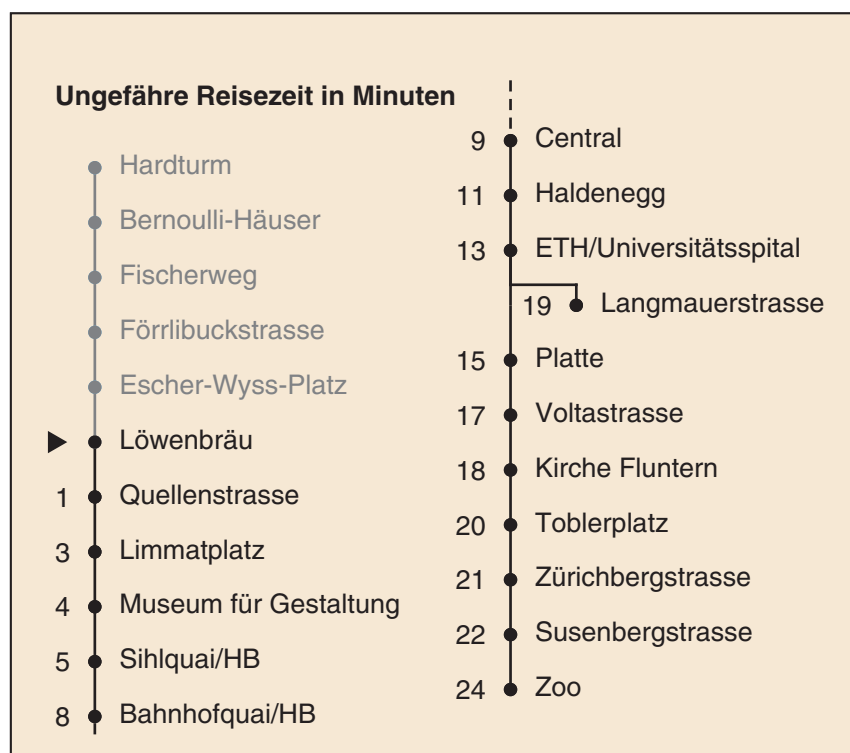 Ungefähre Reisezeit in Minuten
Hardturm
Bernoulli-Häuser
Fischerweg
Förrlibuckstrasse
Escher-Wyss-Platz
Löwenbräu
1 Quellenstrasse
3 Limmatplatz
4 Museum für Gestaltung
5 Sihlquai/HB
8 Bahnhofquai/HB
9 Central
11 Haldenegg
13 ETH/Universitätsspital
19 Langmauerstrasse
15 Platte
17 Voltastrasse
18 Kirche Fluntern
20 Toblerplatz
21 Zürichbergstrasse
22 Susenbergstrasse
24 Zoo